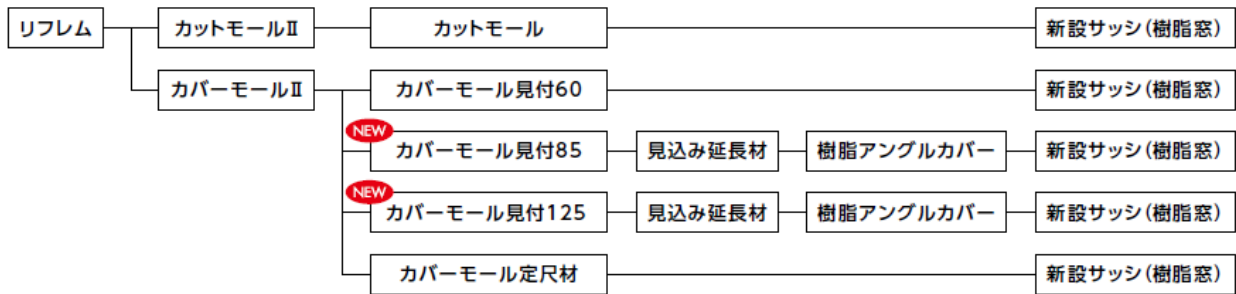 リフレム
カットモールⅡ
カットモール
新設サッシ(樹脂窓)
カバーモールⅡ
カバーモール見付60
新設サッシ(樹脂窓)
NEW
カバーモール見付85
見込み延長材
樹脂アングルカバー
新設サッシ(樹脂窓)
NEW
カバーモール見付125
見込み延長材
樹脂アングルカバー
新設サッシ(樹脂窓)
カバーモール定尺材
新設サッシ(樹脂窓)